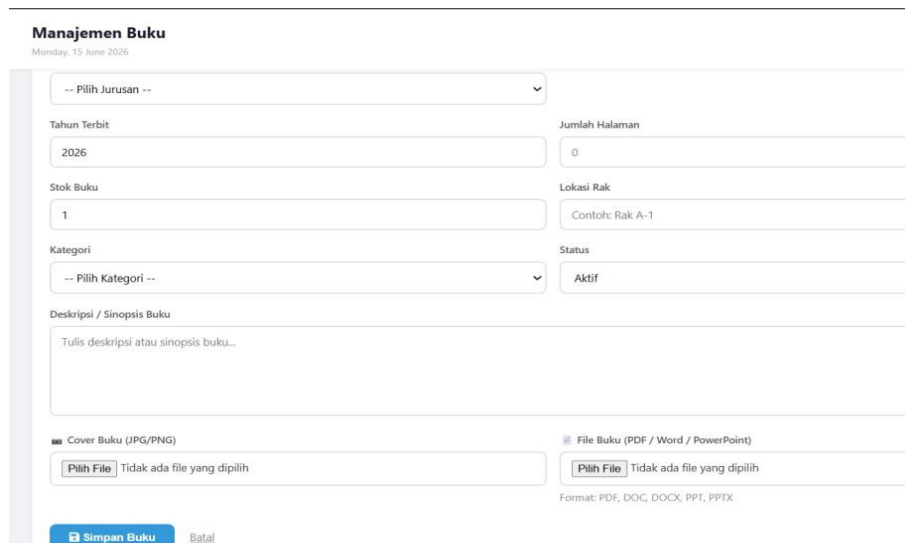 Manajemen Buku
Monday, 15 June 2026
-- Pilih Jurusan --
Tahun Terbit
Jumlah Halaman
2026
0
Stok Buku
Lokasi Rak
1
Contoh: Rak A-1
Kategori
Status
-- Pilih Kategori --
Aktif
Deskripsi / Sinopsis Buku
Tulis deskripsi atau sinopsis buku...
Cover Buku (JPG/PNG)
File Buku (PDF / Word / PowerPoint)
Pilih File Tidak ada file yang dipilih
Pilih File Tidak ada file yang dipilih
Format: PDF, DOC, DOCX, PPT, PPTX
Simpan Buku
Batal